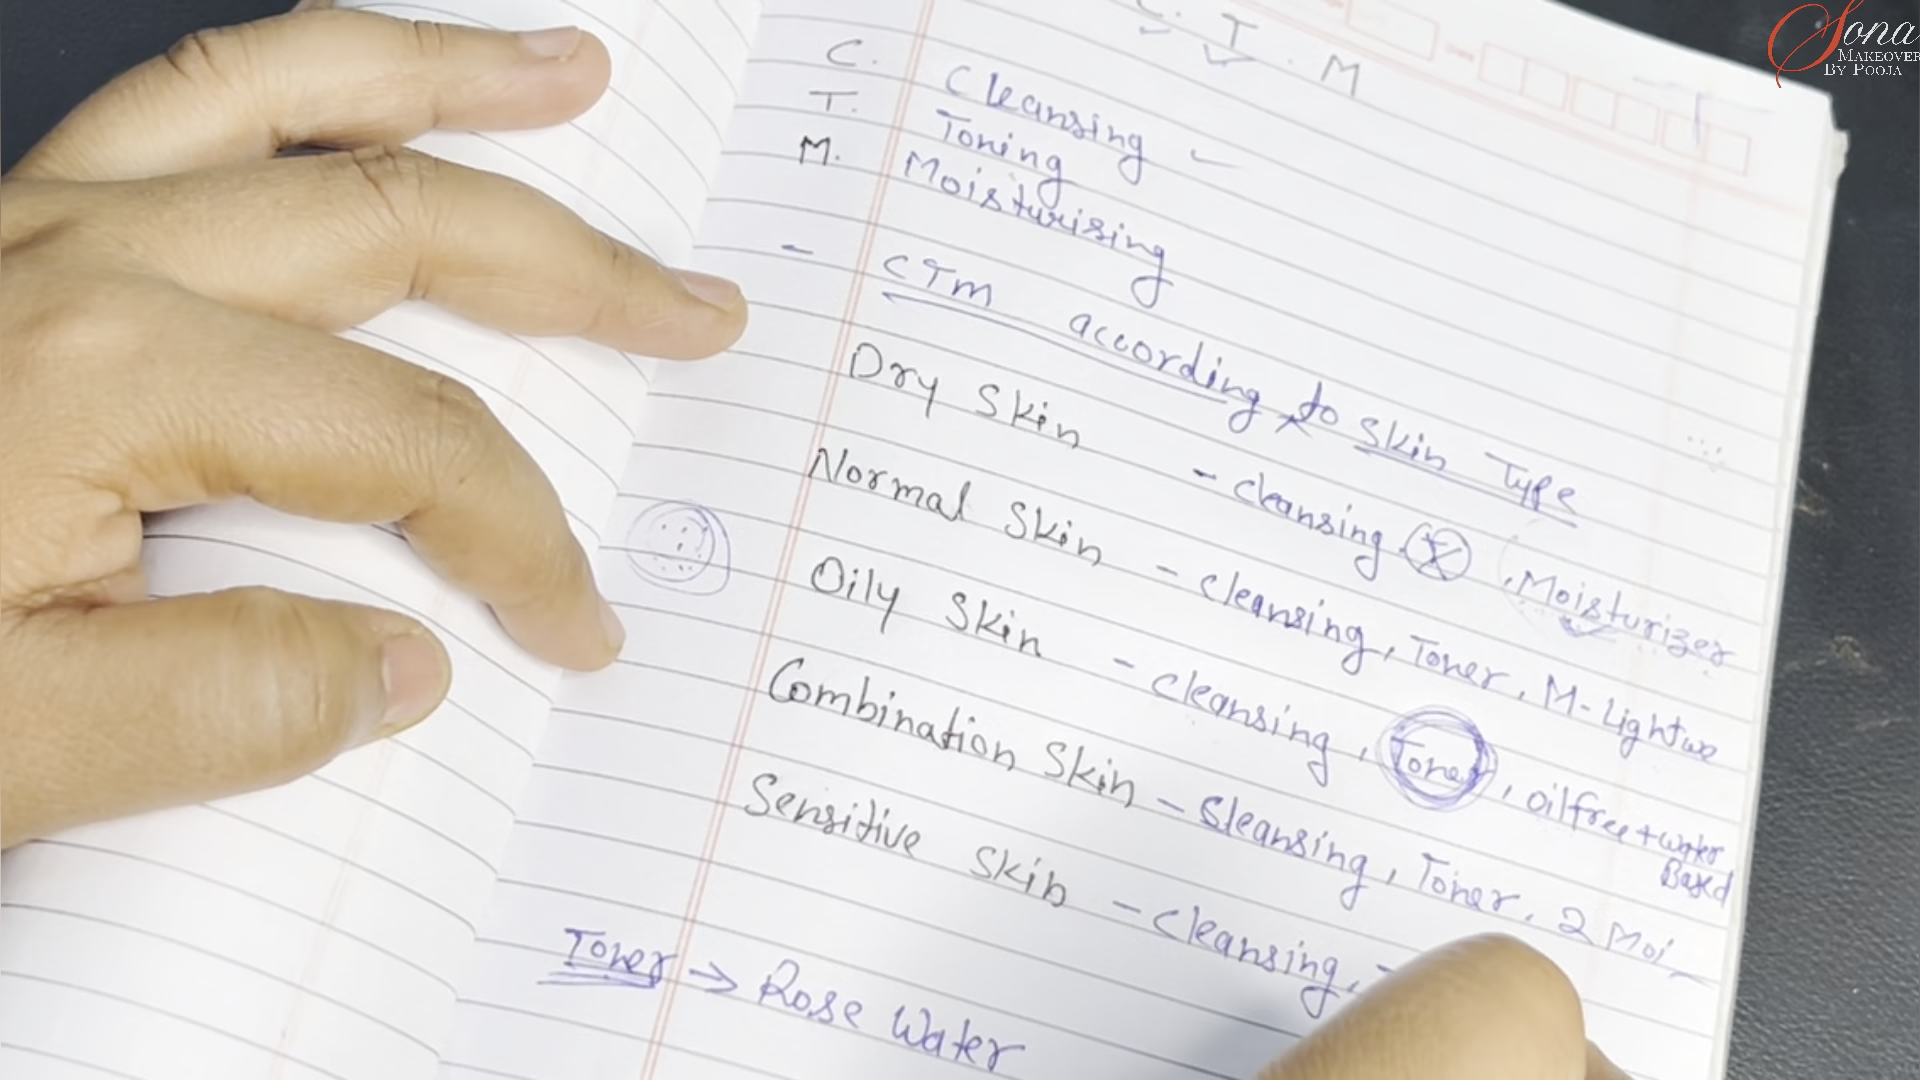 Sona
MAKEOVER
BY POOJA
C. T. M
C. Cleansing
T. Toning
M. Moisturising
- CTM according to Skin Type
Dry Skin - cleansing X, Moisturizer
Normal Skin - cleansing, Toner, M-Lightwe
Oily Skin - cleansing, Toner, oilfree + water
Based
Combination Skin - Sleansing, Toner, 2 Moi
Sensitive Skin - cleansing,
Toner → Rose Water